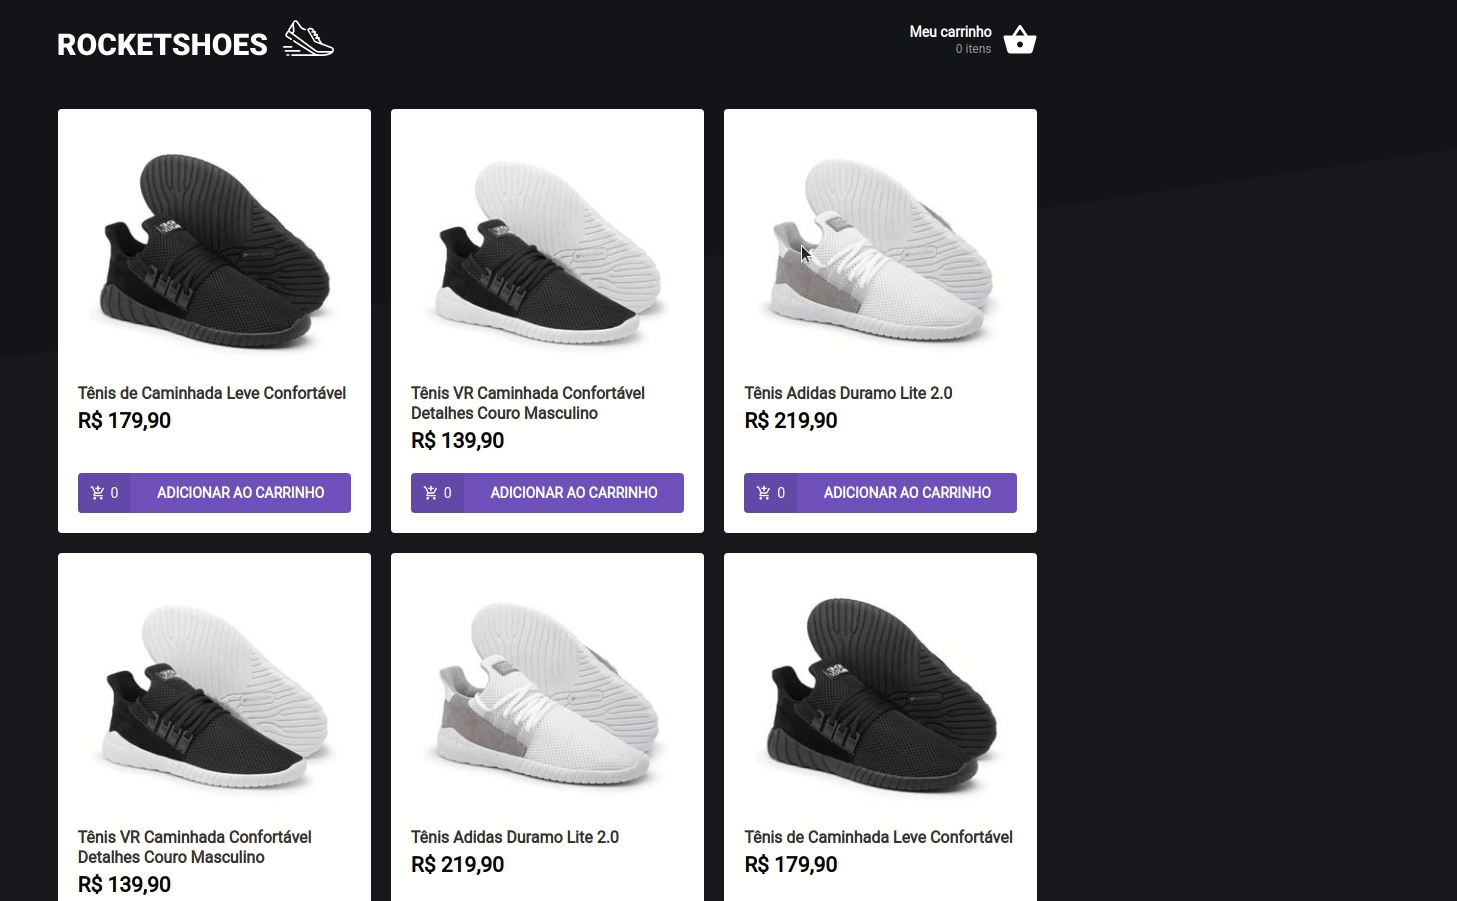 ROCKETSHOES
Meu carrinho
0 itens
Tênis de Caminhada Leve Confortável
R$ 179,90
0 ADICIONAR AO CARRINHO
Tênis VR Caminhada Confortável
Detalhes Couro Masculino
R$ 139,90
0 ADICIONAR AO CARRINHO
Tênis Adidas Duramo Lite 2.0
R$ 219,90
0 ADICIONAR AO CARRINHO
Tênis VR Caminhada Confortável
Detalhes Couro Masculino
R$ 139,90
Tênis Adidas Duramo Lite 2.0
R$ 219,90
Tênis de Caminhada Leve Confortável
R$ 179,90